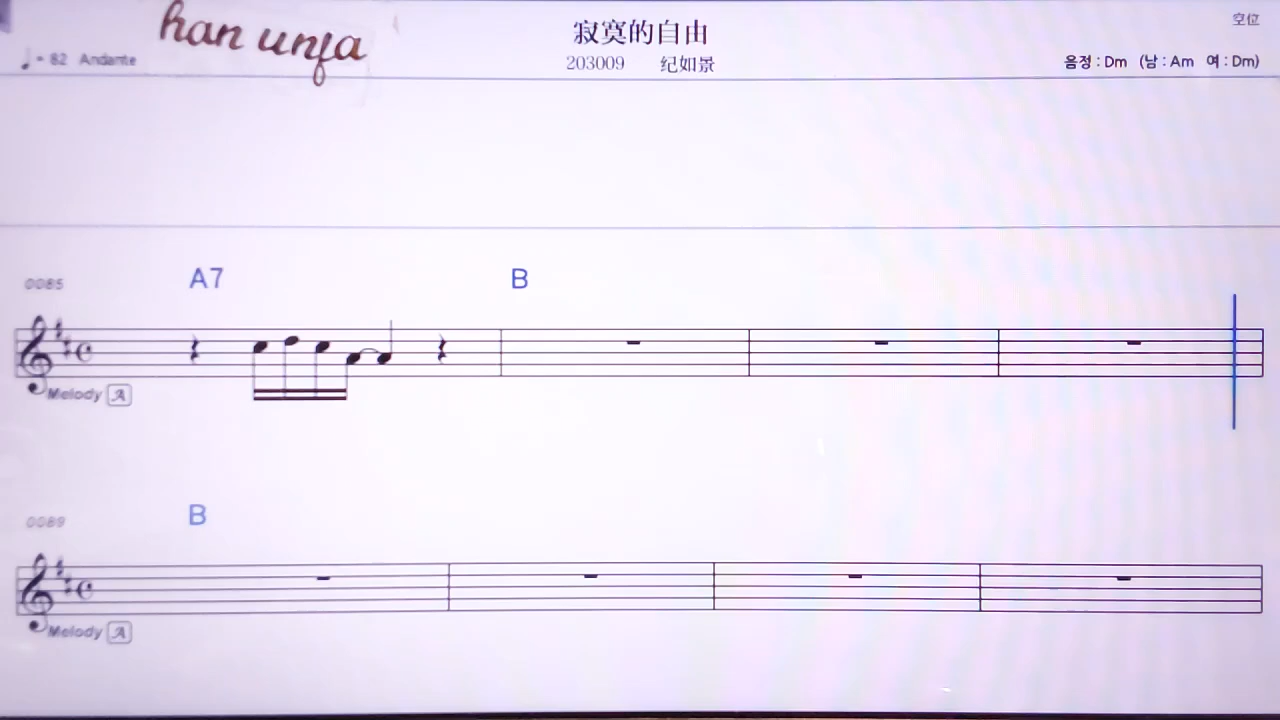 han unja
寂寞的自由
空位
♩ = 82 Andante
203009 纪如景
음정 : Dm (남 : Am 여 : Dm)
0085
A7 B
Melody A
0089
B
Melody A